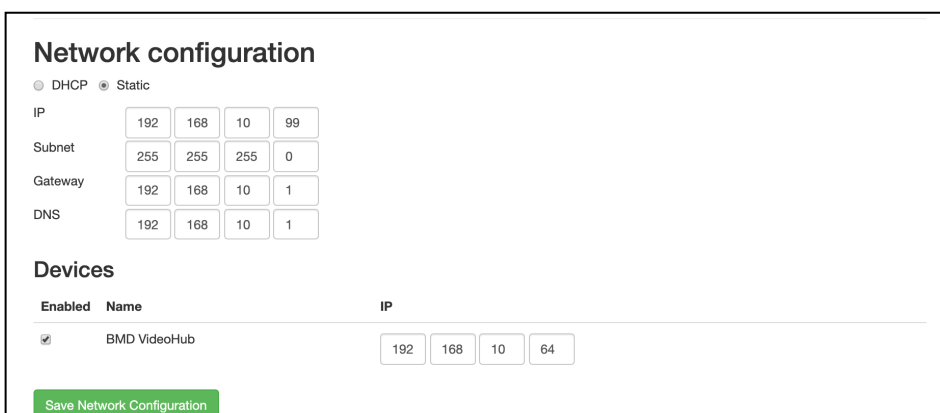 Network configuration
DHCP Static
IP 192 168 10 99
Subnet 255 255 255 0
Gateway 192 168 10 1
DNS 192 168 10 1
Devices
Enabled Name IP
BMD VideoHub 192 168 10 64
Save Network Configuration